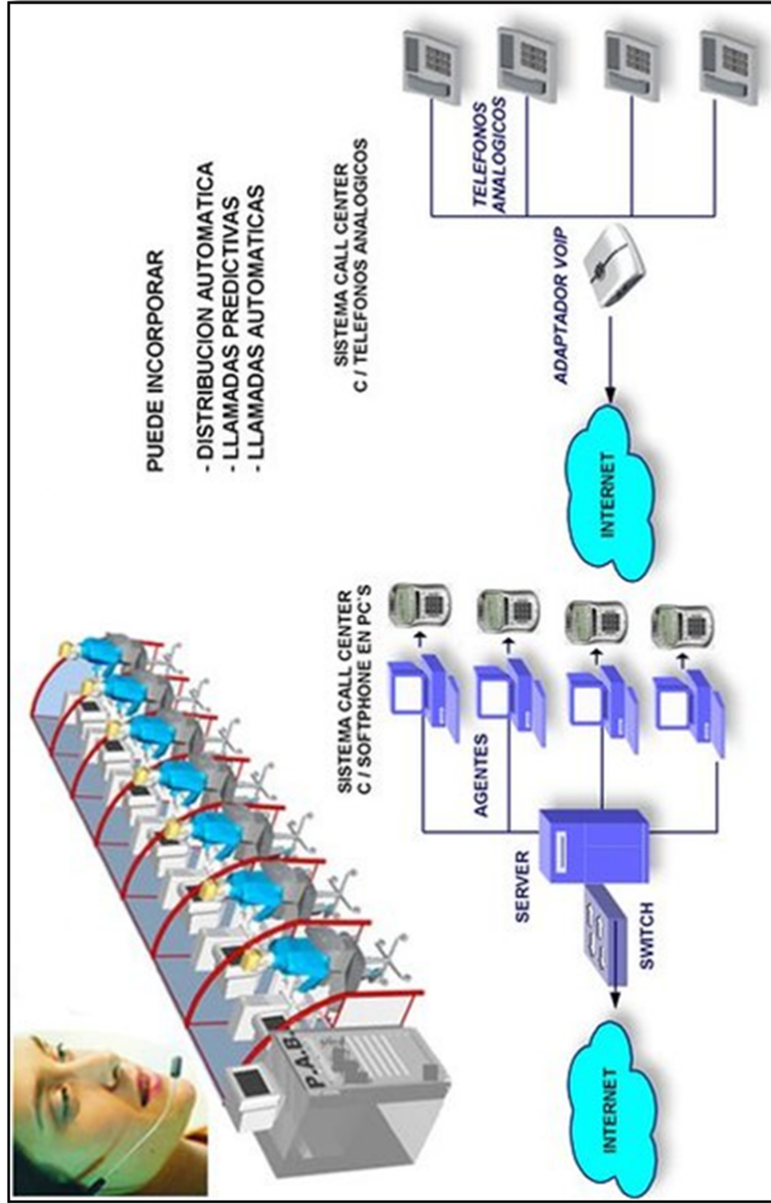 P.A.B.
PUEDE INCORPORAR
- DISTRIBUCION AUTOMATICA
- LLAMADAS PREDICTIVAS
- LLAMADAS AUTOMATICAS
SISTEMA CALL CENTER
C / SOFTPHONE EN PC`S
AGENTES
SERVER
SWITCH
INTERNET
SISTEMA CALL CENTER
C / TELEFONOS ANALOGICOS
TELEFONOS
ANALOGICOS
ADAPTADOR VOIP
INTERNET